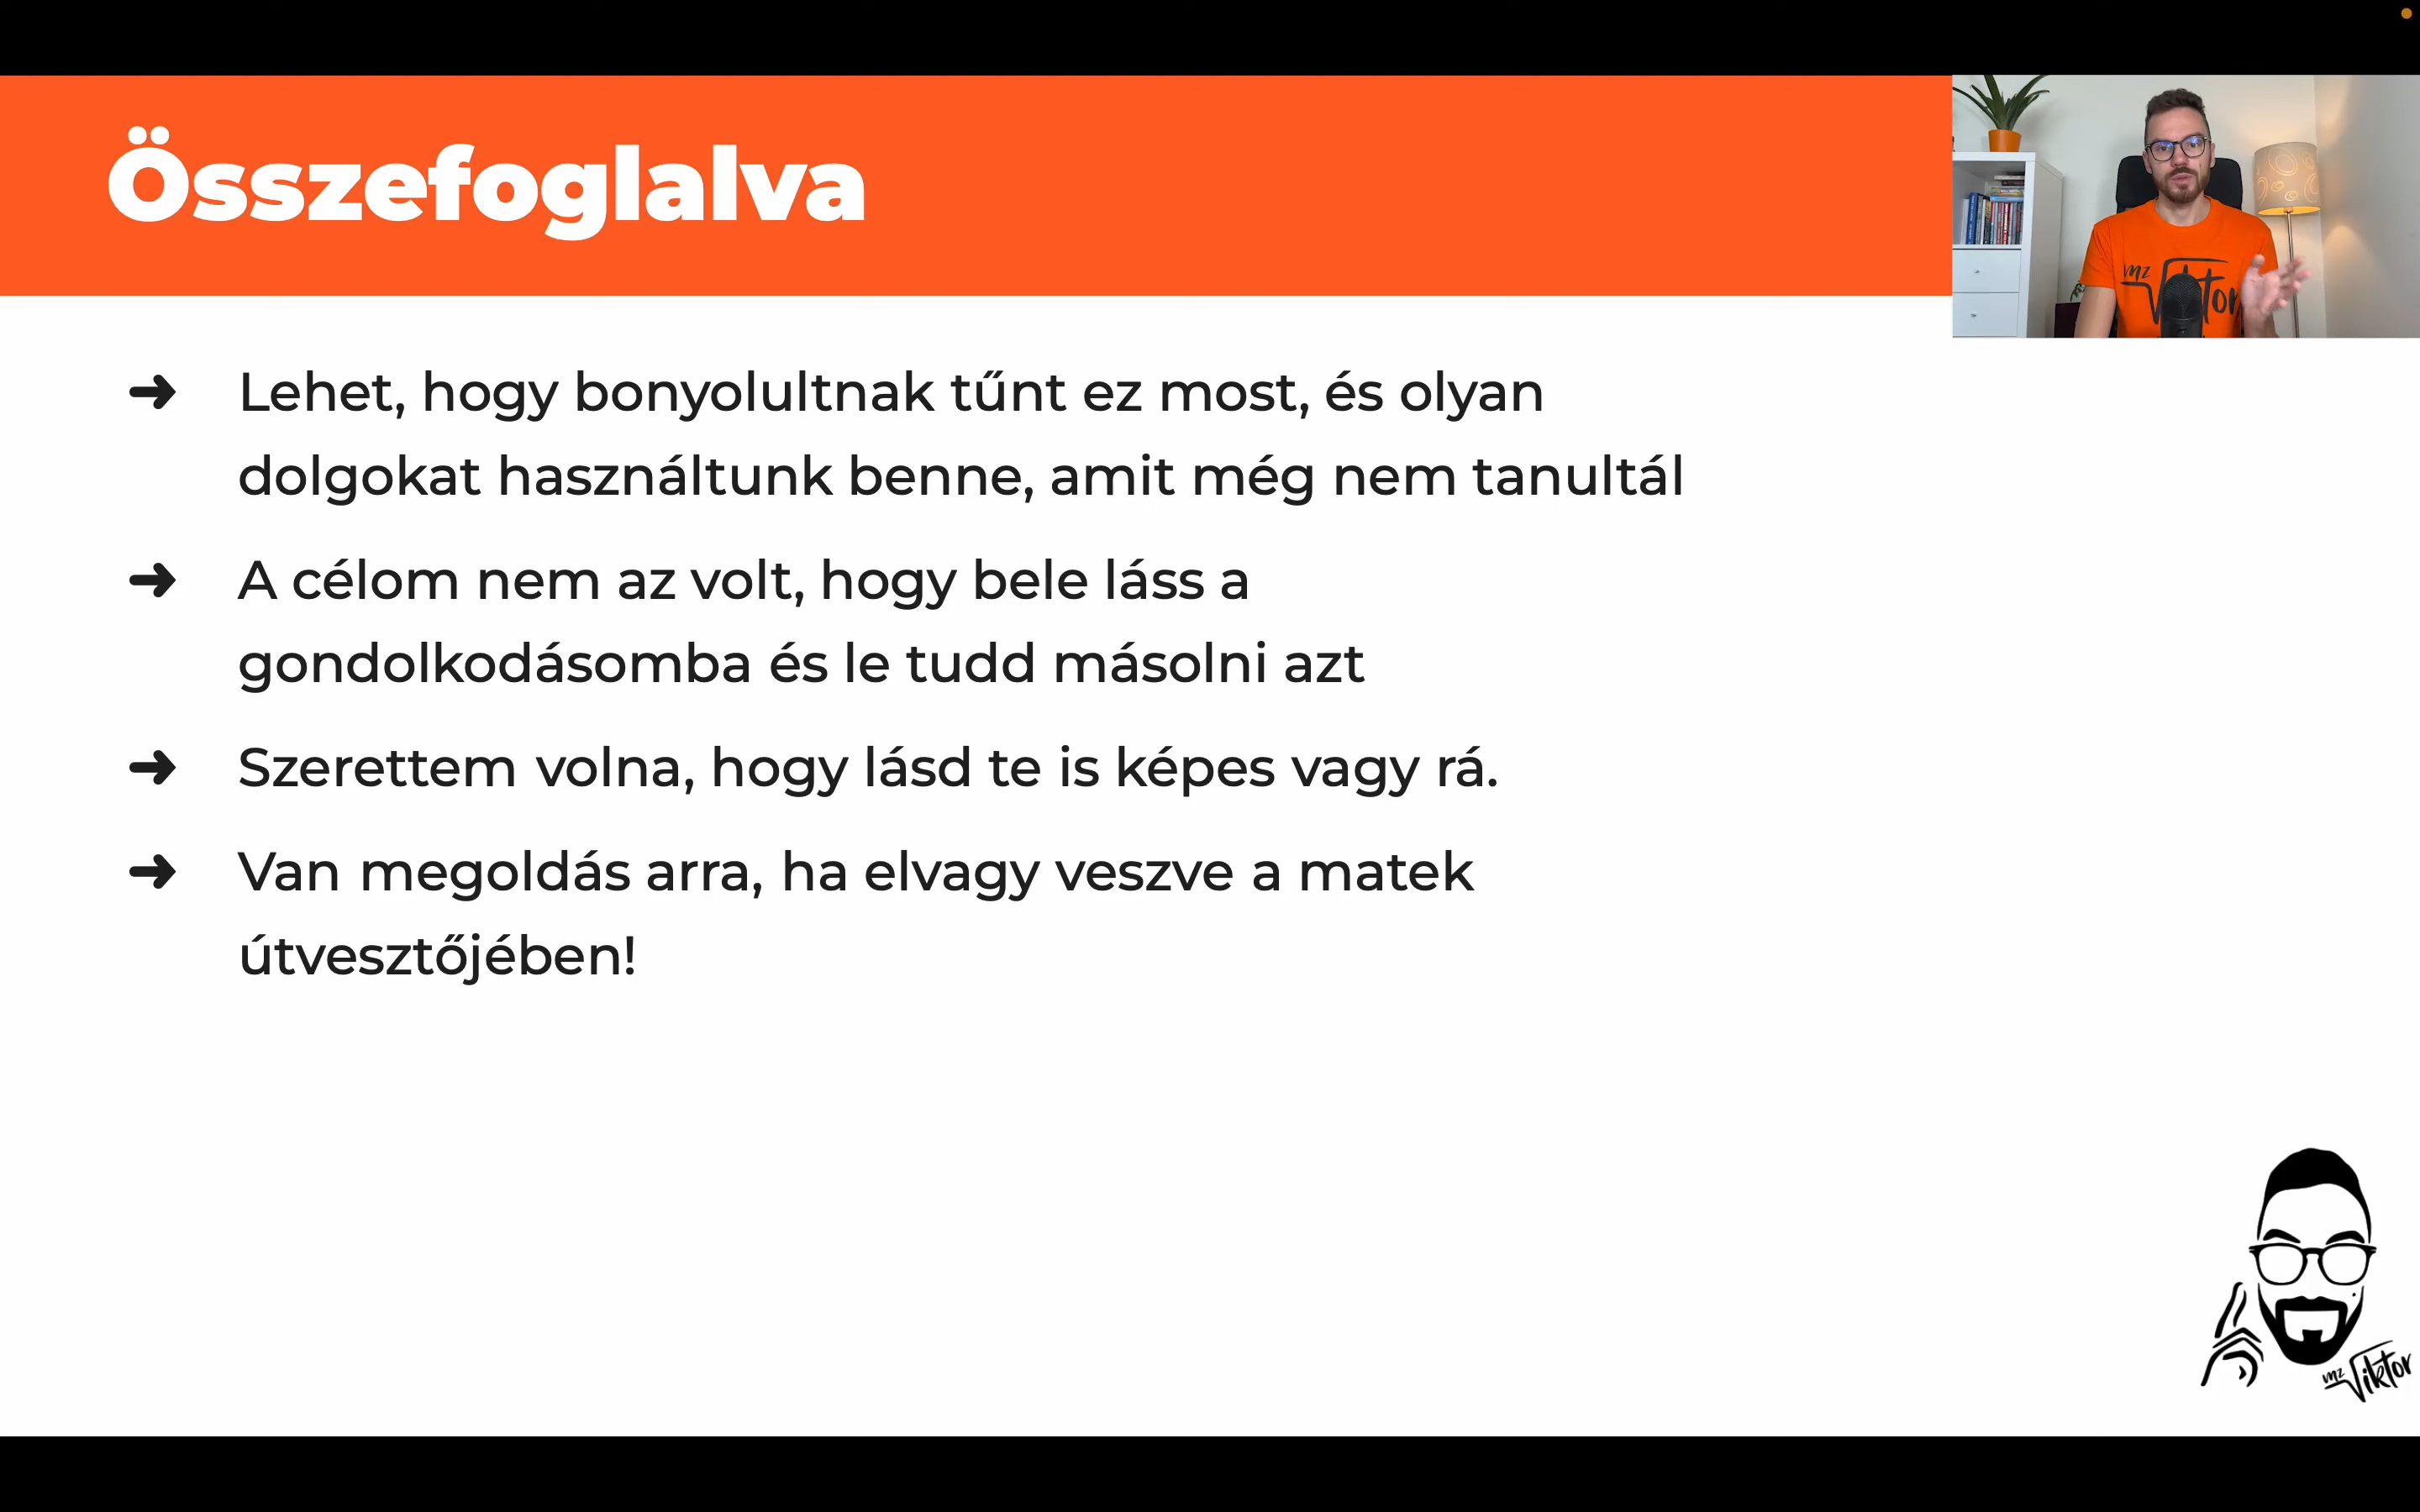 Összefoglalva
➜ Lehet, hogy bonyolultnak tűnt ez most, és olyan
dolgokat használtunk benne, amit még nem tanultál
➜ A célom nem az volt, hogy bele láss a
gondolkodásomba és le tudd másolni azt
➜ Szerettem volna, hogy lásd te is képes vagy rá.
➜ Van megoldás arra, ha elvagy veszve a matek
útvesztőjében!
mz Viktor
mz Viktor